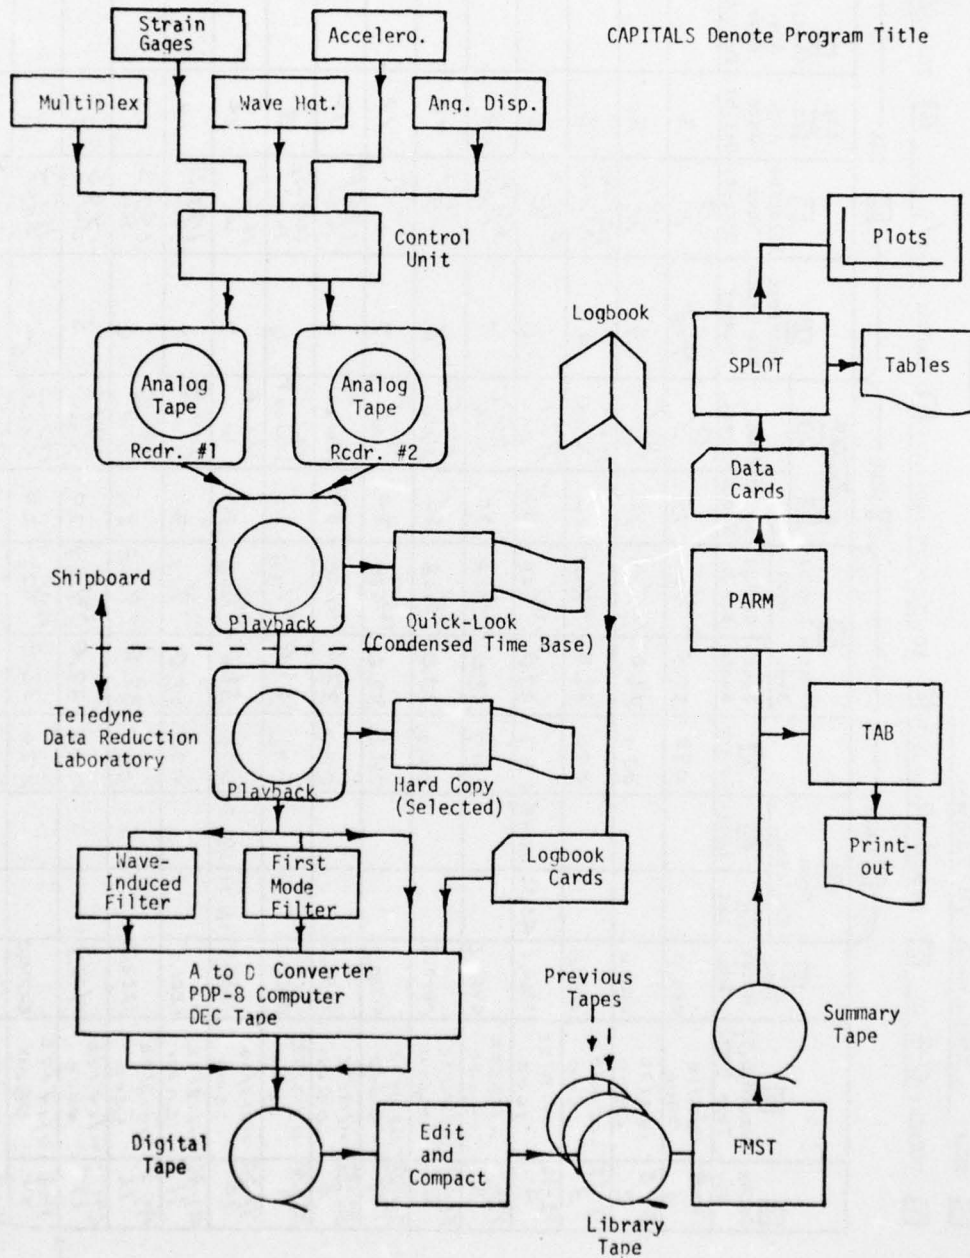 Strain
Gages
Accelero.
CAPITALS Denote Program Title
Multiplex
Wave Hgt.
Ang. Disp.
Control
Unit
Plots
Logbook
Analog
Tape
Rcdr. #1
Analog
Tape
Rcdr. #2
SPLOT
Tables
Data
Cards
Shipboard
Playback
Quick-Look
(Condensed Time Base)
PARM
Teledyne
Data Reduction
Laboratory
Playback
Hard Copy
(Selected)
TAB
Wave-
Induced
Filter
First
Mode
Filter
Logbook
Cards
Print-
out
A to D Converter
PDP-8 Computer
DEC Tape
Previous
Tapes
Summary
Tape
Digital
Tape
Edit
and
Compact
FMST
Library
Tape